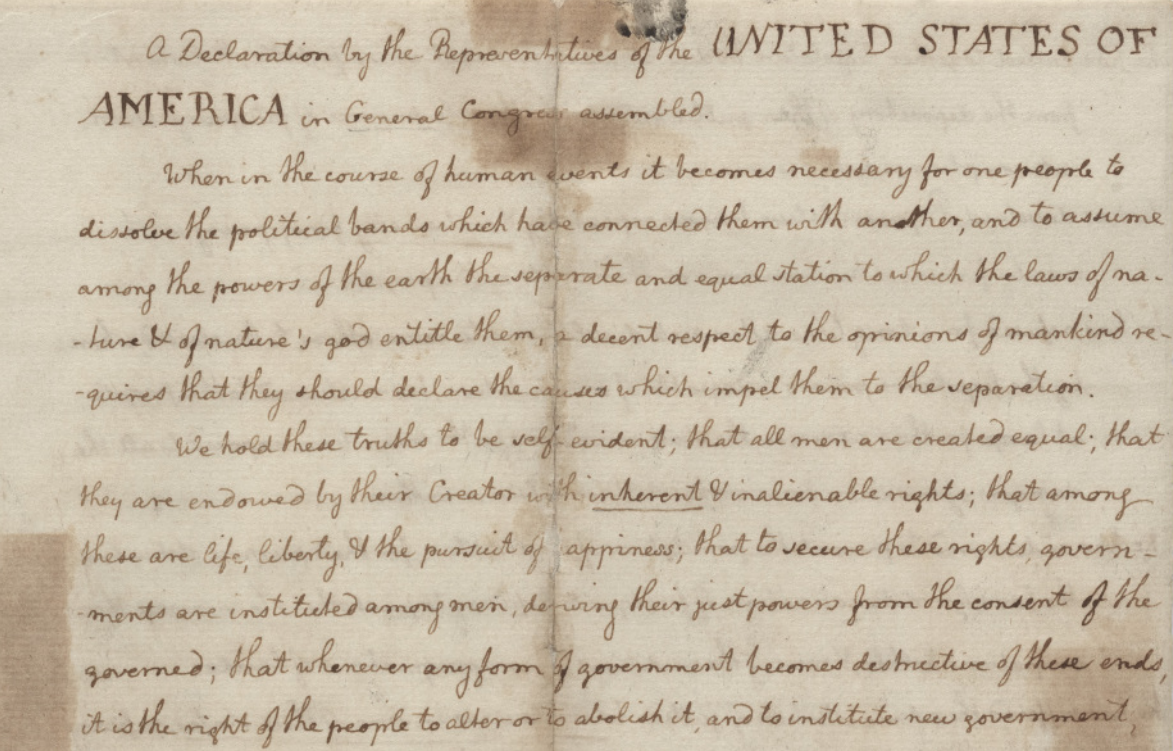 A Declaration by the Representatives of the UNITED STATES OF
AMERICA in General Congress assembled.
When in the course of human events it becomes necessary for one people to
dissolve the political bands which have connected them with another, and to assume
among the powers of the earth the separate and equal station to which the laws of na-
-ture & of nature's god entitle them, a decent respect to the opinions of mankind re-
-quires that they should declare the causes which impel them to the separation.
We hold these truths to be self-evident; that all men are created equal; that
they are endowed by their Creator with inherent & inalienable rights; that among
these are life, liberty, & the pursuit of happiness; that to secure these rights, govern-
-ments are instituted among men, deriving their just powers from the consent of the
governed; that whenever any form of government becomes destructive of these ends,
it is the right of the people to alter or to abolish it, and to institute new government,